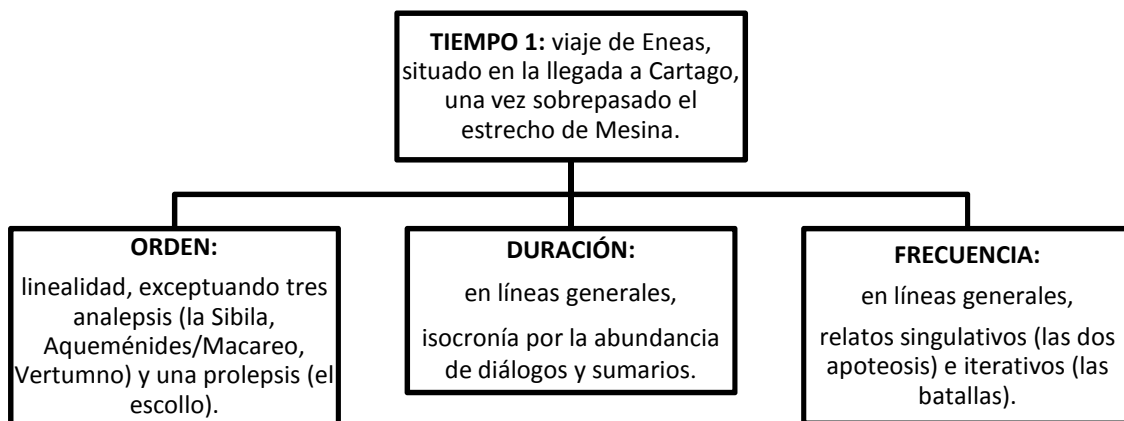 TIEMPO 1: viaje de Eneas,
situado en la llegada a Cartago,
una vez sobrepasado el
estrecho de Mesina.
ORDEN:
linealidad, exceptuando tres
analepsis (la Sibila,
Aqueménides/Macareo,
Vertumno) y una prolepsis (el
escollo).
DURACIÓN:
en líneas generales,
isocronía por la abundancia
de diálogos y sumarios.
FRECUENCIA:
en líneas generales,
relatos singulativos (las dos
apoteosis) e iterativos (las
batallas).